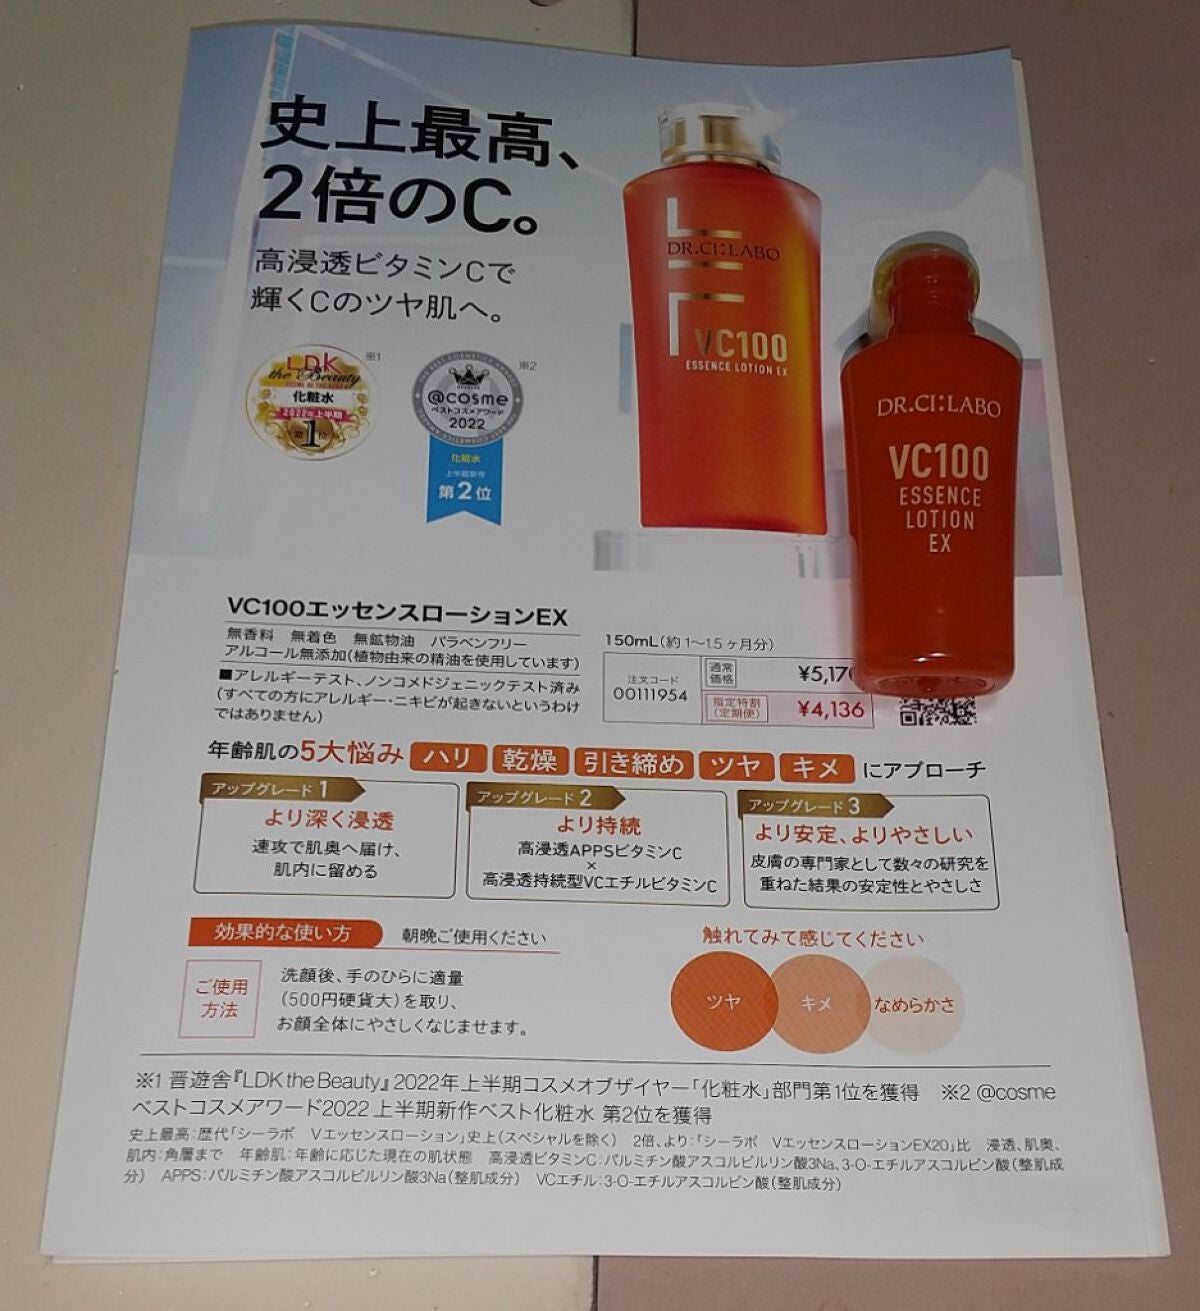 史上最高、
2倍のC。
高浸透ビタミンCで
輝くCのツヤ肌へ。
LDK
the Beauty
化粧水
2022年上半期
第1位
※1
@cosme
ベストコスメアワード
2022
化粧水
上半期新作
第2位
※2
DR.CI:LABO
VC100
ESSENCE LOTION EX
DR.CI:LABO
VC100
ESSENCE
LOTION
EX
VC100エッセンスローションEX
無香料 無着色 無鉱物油 パラベンフリー
アルコール無添加(植物由来の精油を使用しています)
■アレルギーテスト、ノンコメドジェニックテスト済み
(すべての方にアレルギー・ニキビが起きないというわけ
ではありません)
150mL(約1〜1.5ヶ月分)
注文コード
00111954
通常
価格
¥5,17
指定特割
(定期便)
¥4,136
年齢肌の5大悩み ハリ 乾燥 引き締め ツヤ キメ にアプローチ
アップグレード1
より深く浸透
速攻で肌奥へ届け、
肌内に留める
アップグレード2
より持続
高浸透APPSビタミンC
×
高浸透持続型VCエチルビタミンC
アップグレード3
より安定、よりやさしい
皮膚の専門家として数々の研究を
重ねた結果の安定性とやさしさ
効果的な使い方 朝晩ご使用ください
ご使用
方法
洗顔後、手のひらに適量
(500円硬貨大)を取り、
お顔全体にやさしくなじませます。
触れてみて感じてください
ツヤ キメ なめらかさ
※1 晋遊舎『LDK the Beauty』2022年上半期コスメオブザイヤー「化粧水」部門第1位を獲得 ※2 @cosme
ベストコスメアワード2022 上半期新作ベスト化粧水 第2位を獲得
史上最高:歴代「シーラボ Vエッセンスローション」史上(スペシャルを除く) 2倍、より:「シーラボ VエッセンスローションEX20」比 浸透、肌奥、
肌内:角層まで 年齢肌:年齢に応じた現在の肌状態 高浸透ビタミンC:パルミチン酸アスコルビルリン酸3Na、3-O-エチルアスコルビン酸(整肌成
分) APPS:パルミチン酸アスコルビルリン酸3Na(整肌成分) VCエチル:3-O-エチルアスコルビン酸(整肌成分)